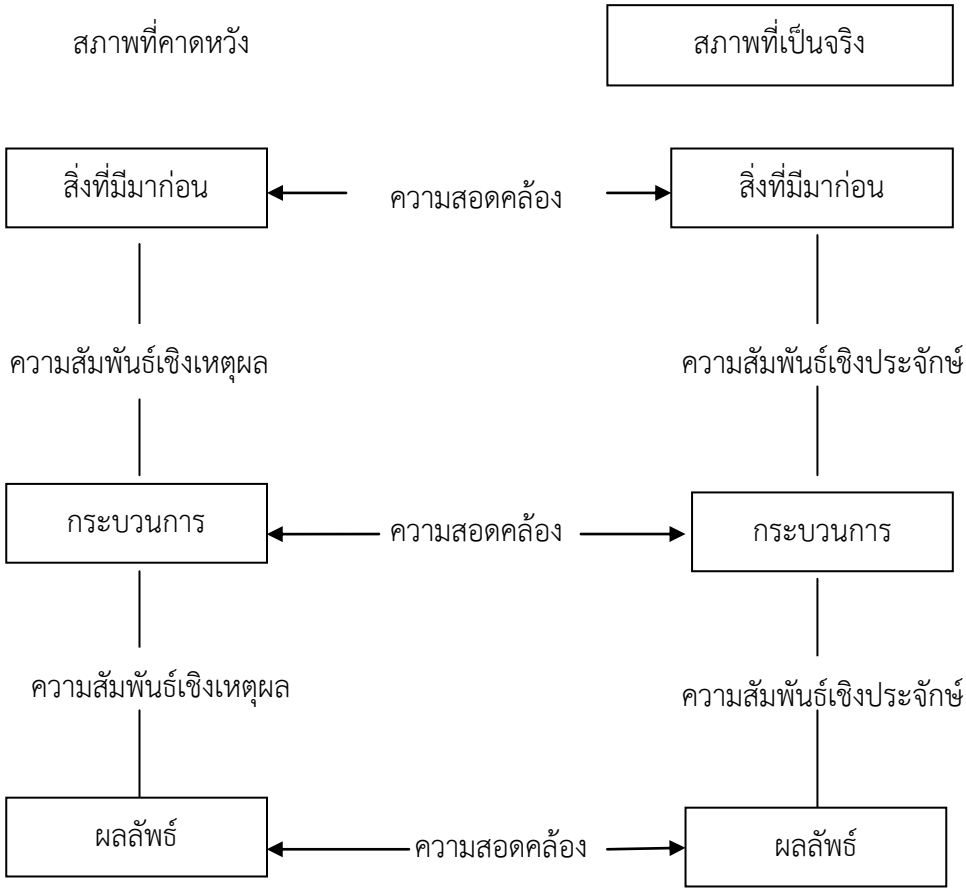 สภาพที่คาดหวัง
สภาพที่เป็นจริง
สิ่งที่มีมาก่อน
ความสอดคล้อง
สิ่งที่มีมาก่อน
ความสัมพันธ์เชิงเหตุผล
ความสัมพันธ์เชิงประจักษ์
กระบวนการ
ความสอดคล้อง
กระบวนการ
ความสัมพันธ์เชิงเหตุผล
ความสัมพันธ์เชิงประจักษ์
ผลลัพธ์
ความสอดคล้อง
ผลลัพธ์